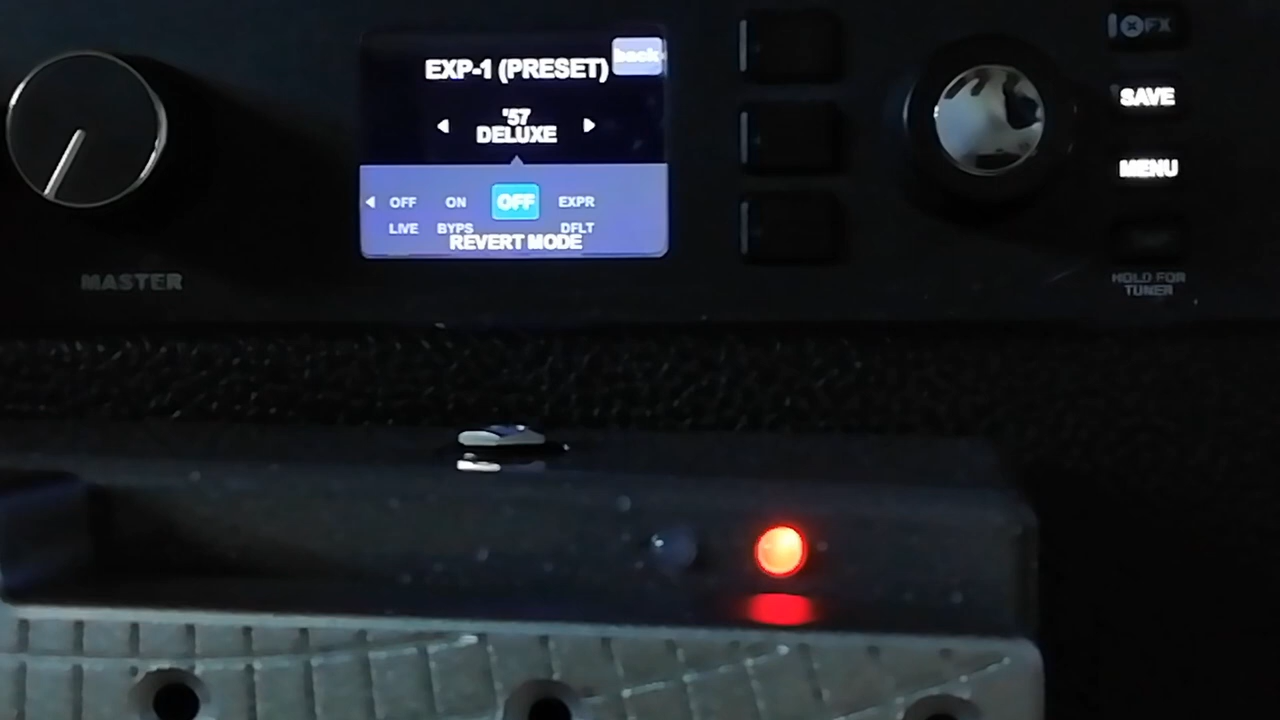 EXP-1 (PRESET)
back
'57
DELUXE
OFF ON OFF EXPR
LIVE BYPS DFLT
REVERT MODE
MASTER
FX
SAVE
MENU
HOLD FOR
TUNER